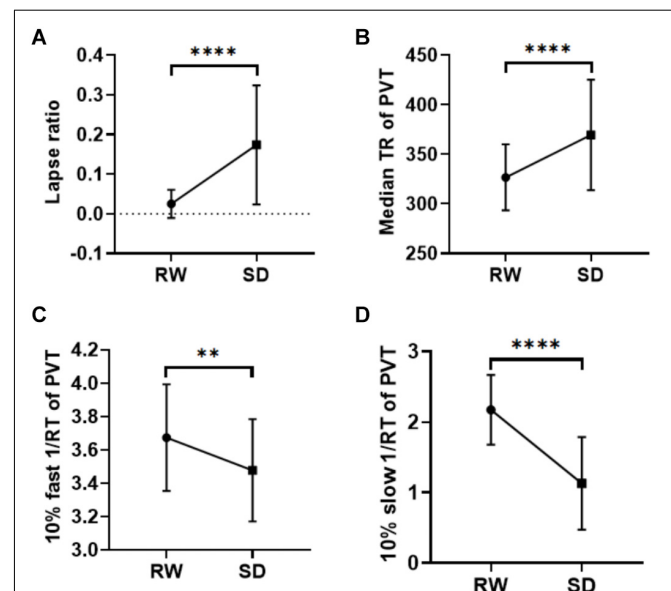 A
Lapse ratio
0.4
0.3
0.2
0.1
0.0
-0.1
****
RW SD
B
Median TR of PVT
450
400
350
300
250
****
RW SD
C
10% fast 1/RT of PVT
4.2
4.0
3.8
3.6
3.4
3.2
3.0
**
RW SD
D
10% slow 1/RT of PVT
3
2
1
0
****
RW SD